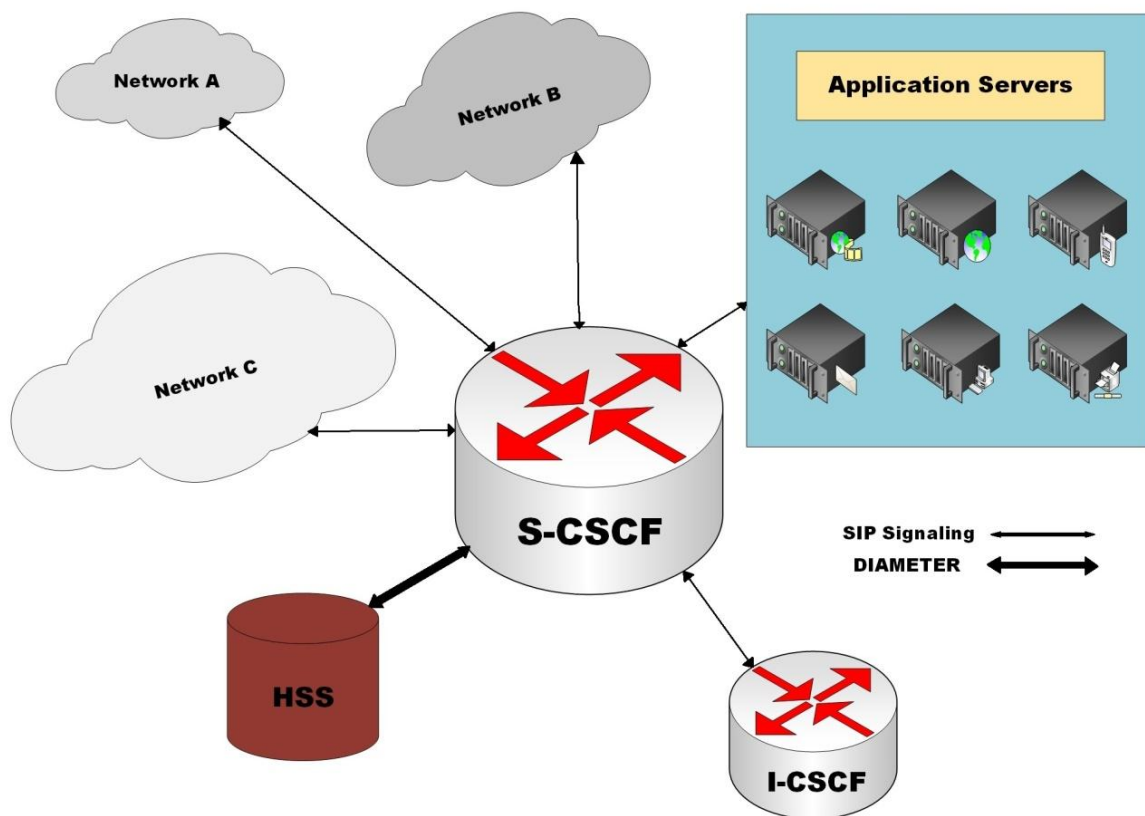 Network A
Network B
Application Servers
Network C
S-CSCF
SIP Signaling
DIAMETER
HSS
I-CSCF